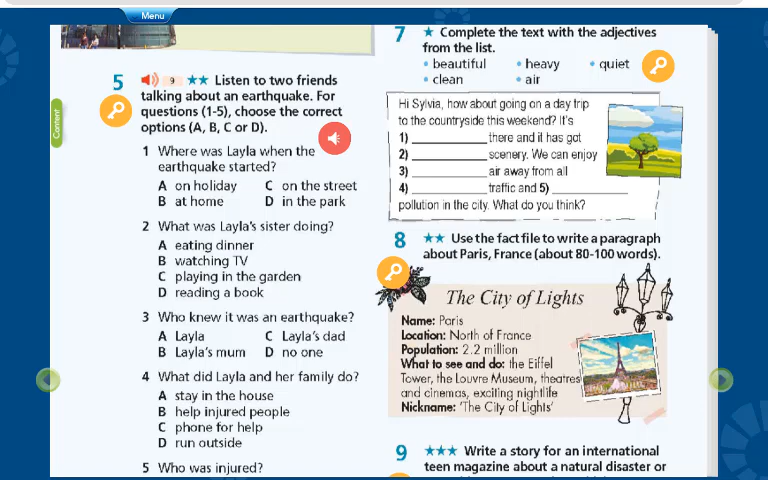 Menu
Content
5 9 ★★ Listen to two friends
talking about an earthquake. For
questions (1-5), choose the correct
options (A, B, C or D).
1 Where was Layla when the
earthquake started?
A on holiday C on the street
B at home D in the park
2 What was Layla's sister doing?
A eating dinner
B watching TV
C playing in the garden
D reading a book
3 Who knew it was an earthquake?
A Layla C Layla's dad
B Layla's mum D no one
4 What did Layla and her family do?
A stay in the house
B help injured people
C phone for help
D run outside
5 Who was injured?
7 ★ Complete the text with the adjectives
from the list.
• beautiful • heavy • quiet
• clean • air
Hi Sylvia, how about going on a day trip
to the countryside this weekend? It's
1) ____________ there and it has got
2) ____________ scenery. We can enjoy
3) ____________ air away from all
4) ____________ traffic and 5) ____________
pollution in the city. What do you think?
8 ★★ Use the fact file to write a paragraph
about Paris, France (about 80-100 words).
The City of Lights
Name: Paris
Location: North of France
Population: 2.2 million
What to see and do: the Eiffel
Tower, the Louvre Museum, theatres
and cinemas, exciting nightlife
Nickname: 'The City of Lights'
9 ★★★ Write a story for an international
teen magazine about a natural disaster or